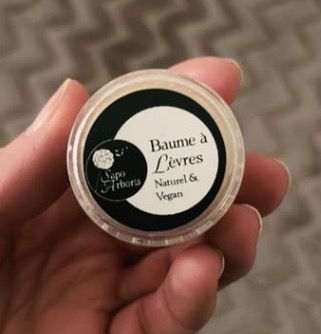 Sapo
Arboris
Baume à
Lèvres
Naturel &
Vegan